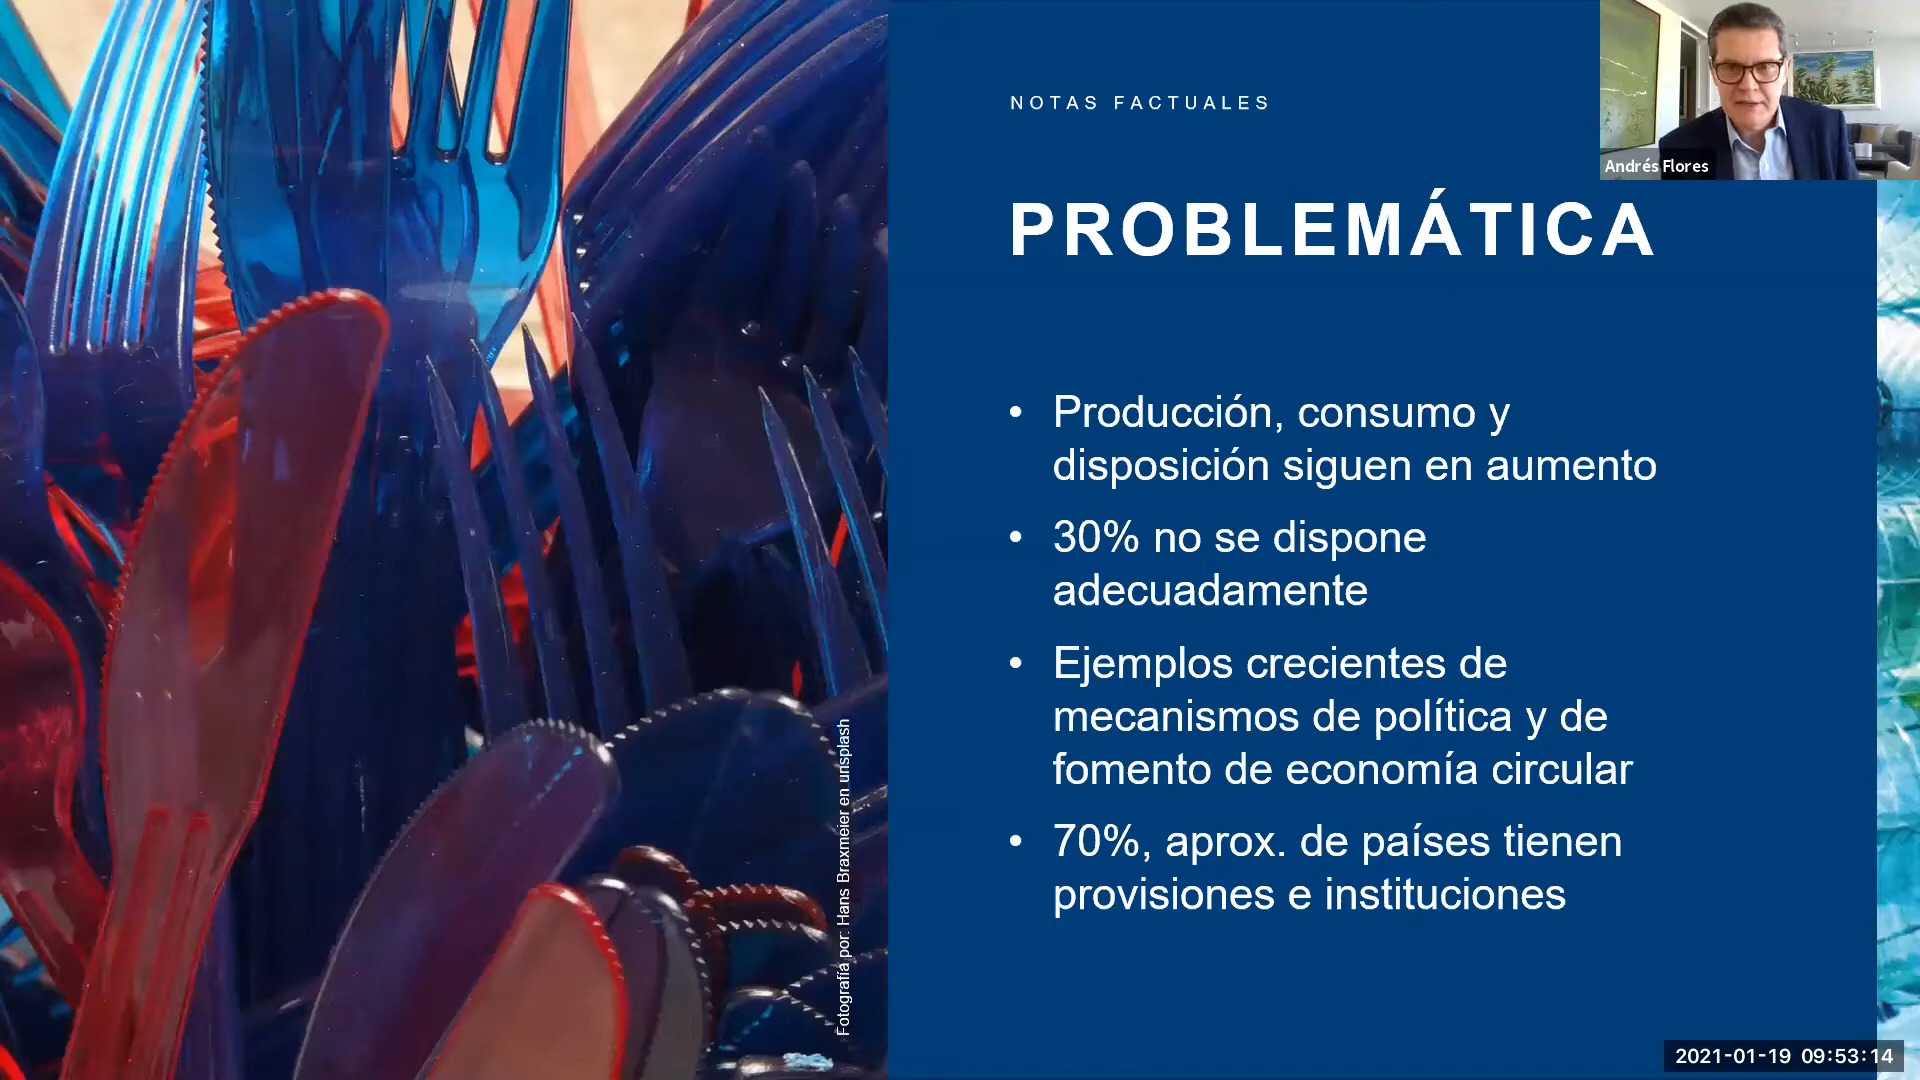 NOTAS FACTUALES
Andrés Flores
PROBLEMÁTICA
• Producción, consumo y
disposición siguen en aumento
• 30% no se dispone
adecuadamente
• Ejemplos crecientes de
mecanismos de política y de
fomento de economía circular
• 70%, aprox. de países tienen
provisiones e instituciones
Fotografía por: Hans Braxmeier en unsplash
2021-01-19 09:53:14